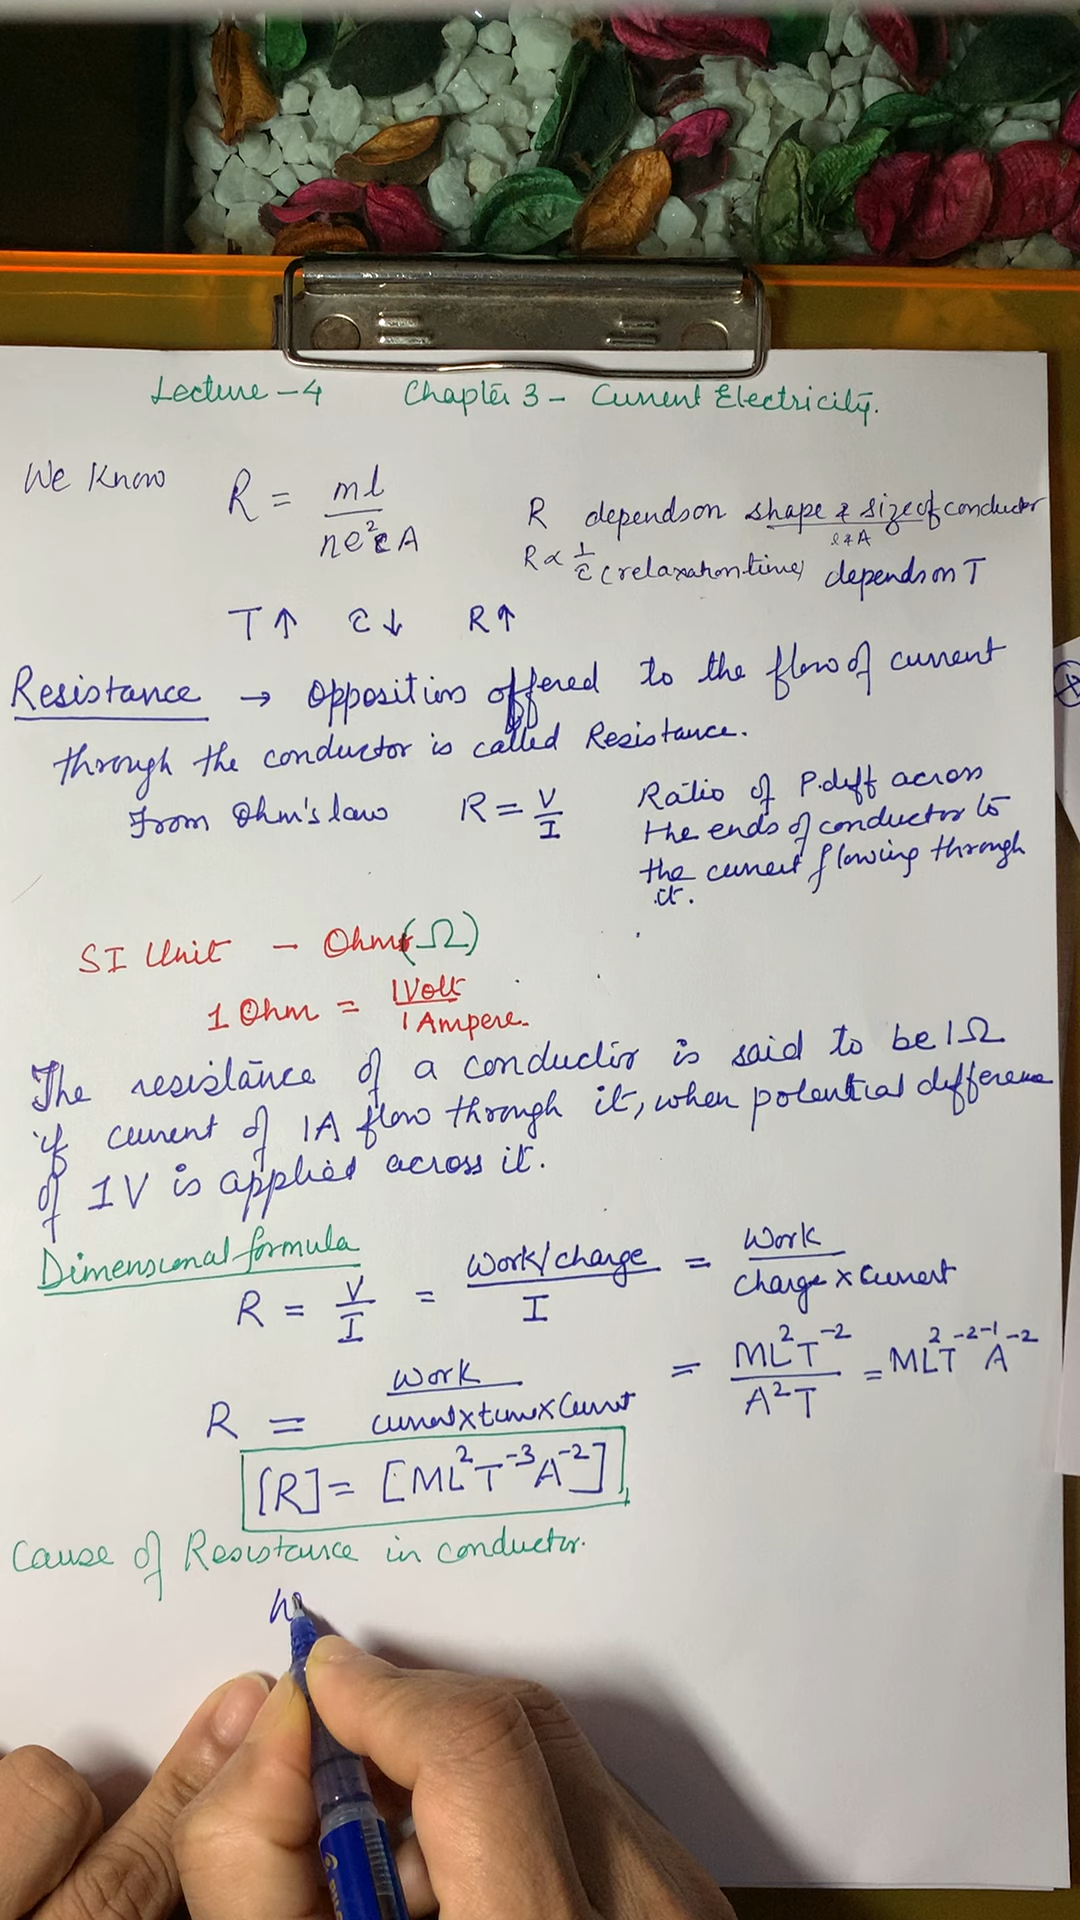 Lecture – 4 Chapter 3 – Current Electricity.
We Know R = ml / ne²τA
R depends on shape & size of conductor
l & A
R ∝ 1/τ (relaxation time) depends on T
T↑ τ↓ R↑
Resistance → Opposition offered to the flow of current
through the conductor is called Resistance.
From Ohm's law R = V/I
Ratio of P.diff across
the ends of conductor to
the current flowing through
it.
SI Unit – Ohm (Ω)
1 Ohm = 1 Volt / 1 Ampere.
The resistance of a conductor is said to be 1Ω
if current of 1A flow through it, when potential difference
of 1V is applied across it.
Dimensional formula
R = V/I = Work/charge / I = Work / charge × current
R = Work / current × time × current = ML²T⁻² / A²T = ML²T⁻²⁻¹A⁻²
[R] = [ML²T⁻³A⁻²]
Cause of Resistance in conductor.